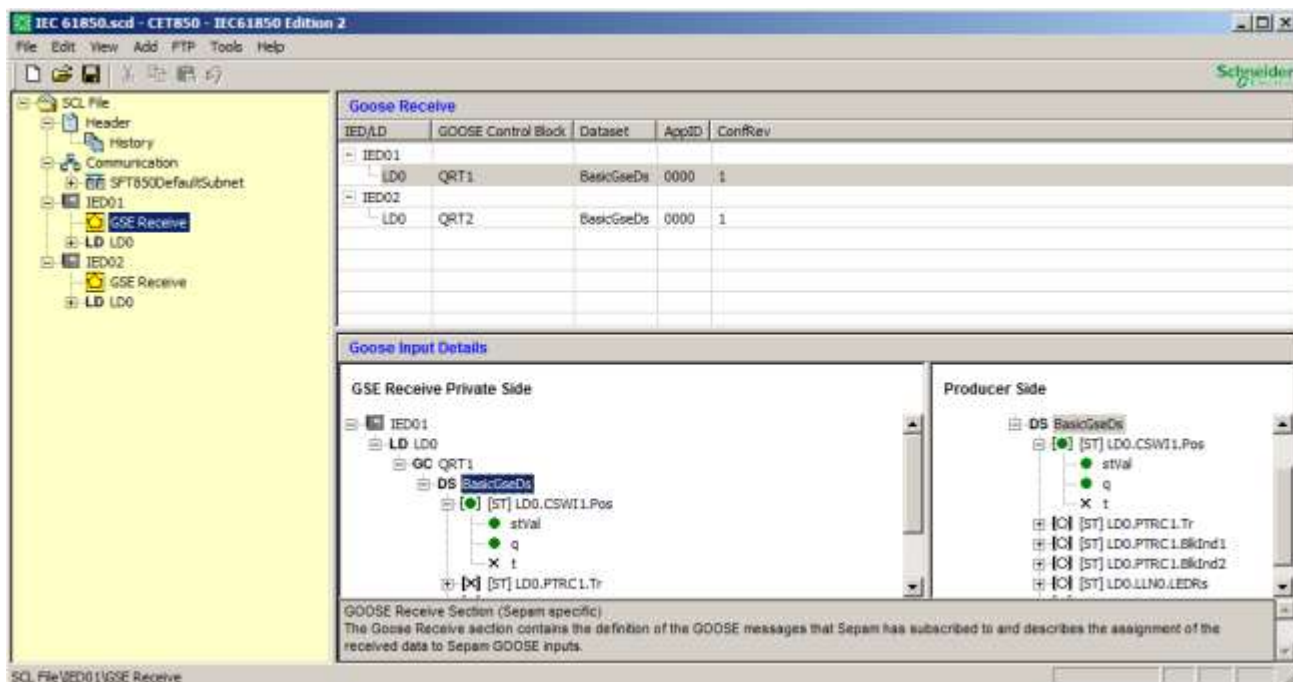 IEC 61850.scd - CET850 - IEC61850 Edition 2
File Edit View Add FTP Tools Help
Schneider
SCL File
Header
History
Communication
SFT850DefaultSubnet
IED01
GSE Receive
LD LD0
IED02
GSE Receive
LD LD0
Goose Receive
IED/LD GOOSE Control Block Dataset AppID ConfRev
IED01
LD0 QRT1 BasicGseDs 0000 1
IED02
LD0 QRT2 BasicGseDs 0000 1
Goose Input Details
GSE Receive Private Side
IED01
LD LD0
GC QRT1
DS BasicGseDs
[ST] LD0.CSWI1.Pos
stVal
q
t
[ST] LD0.PTRC1.Tr
Producer Side
DS BasicGseDs
[ST] LD0.CSWI1.Pos
stVal
q
t
[ST] LD0.PTRC1.Tr
[ST] LD0.PTRC1.BlkInd1
[ST] LD0.PTRC1.BlkInd2
[ST] LD0.LLN0.LEDRs
GOOSE Receive Section (Sepam specific)
The Goose Receive section contains the definition of the GOOSE messages that Sepam has subscribed to and describes the assignment of the
received data to Sepam GOOSE inputs.
SCL File\IED01\GSE Receive